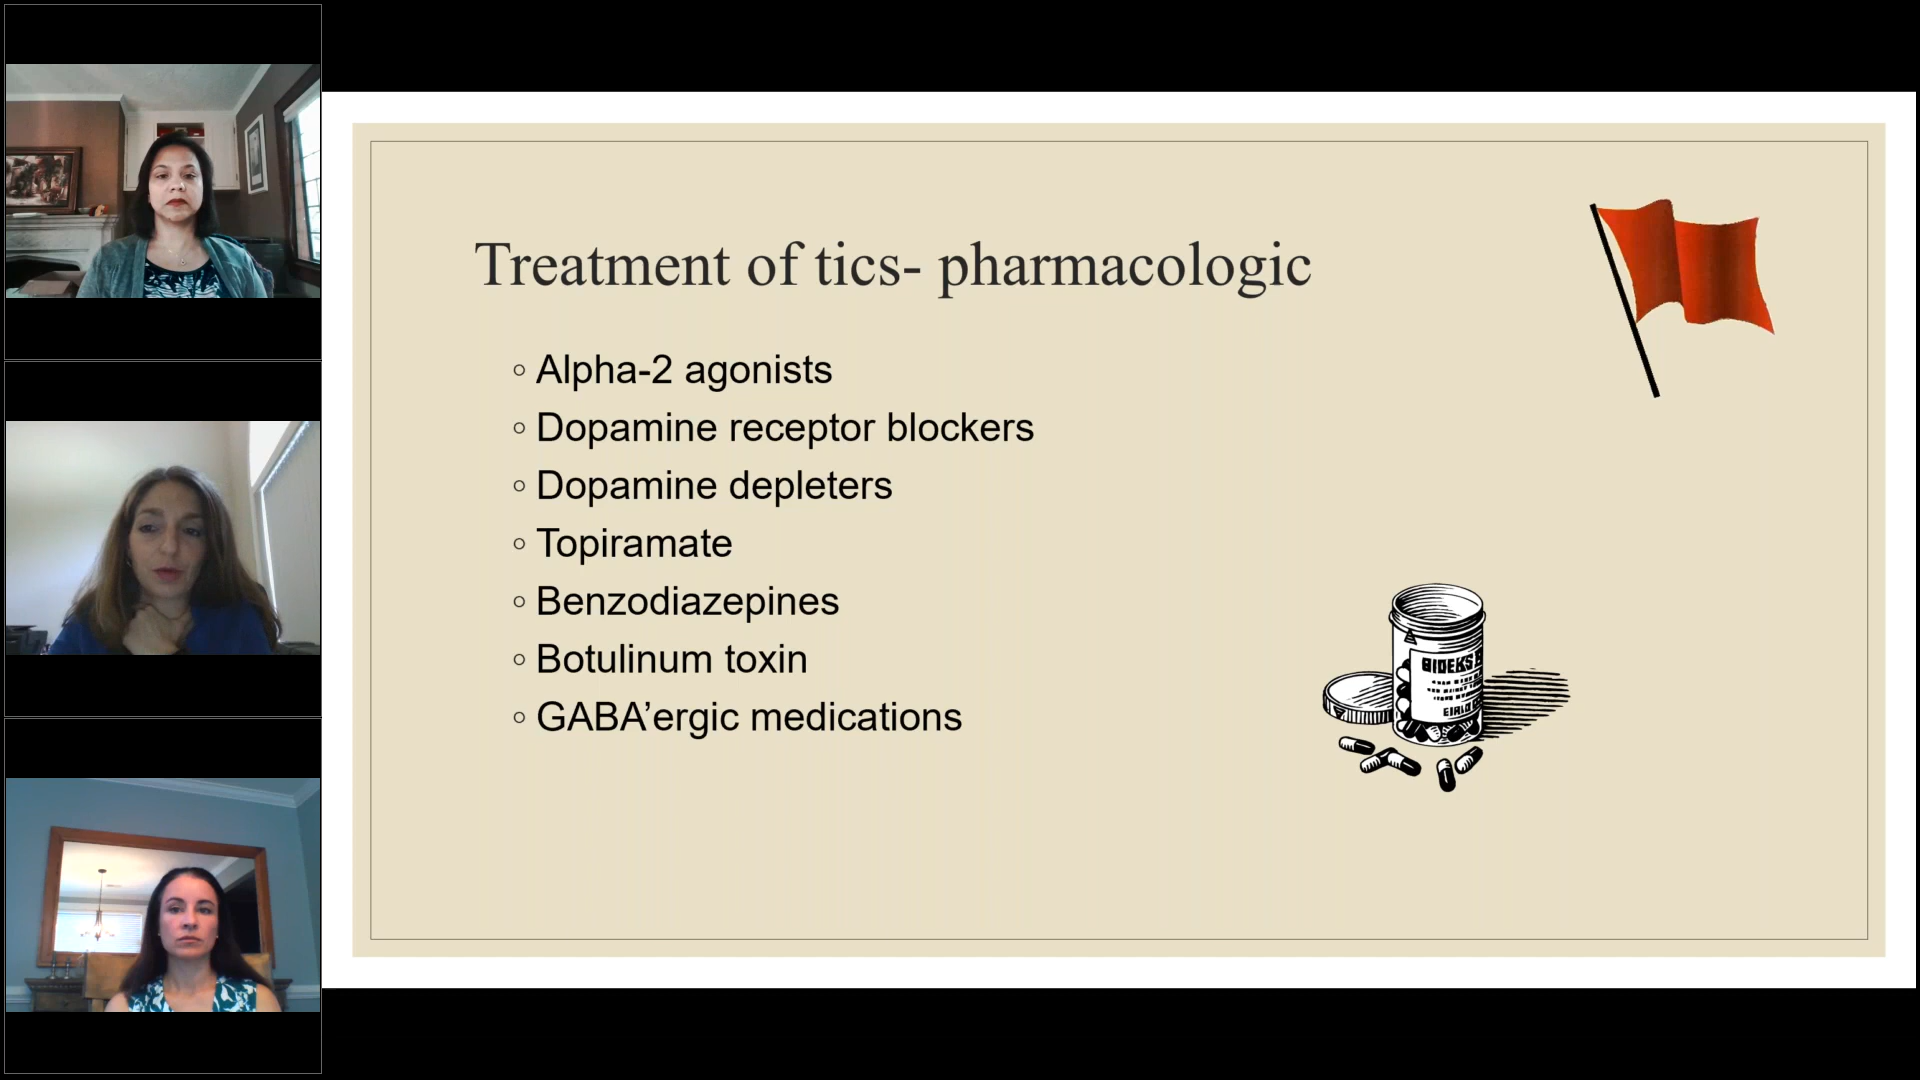 Treatment of tics- pharmacologic
◦ Alpha-2 agonists
◦ Dopamine receptor blockers
◦ Dopamine depleters
◦ Topiramate
◦ Benzodiazepines
◦ Botulinum toxin
◦ GABA’ergic medications